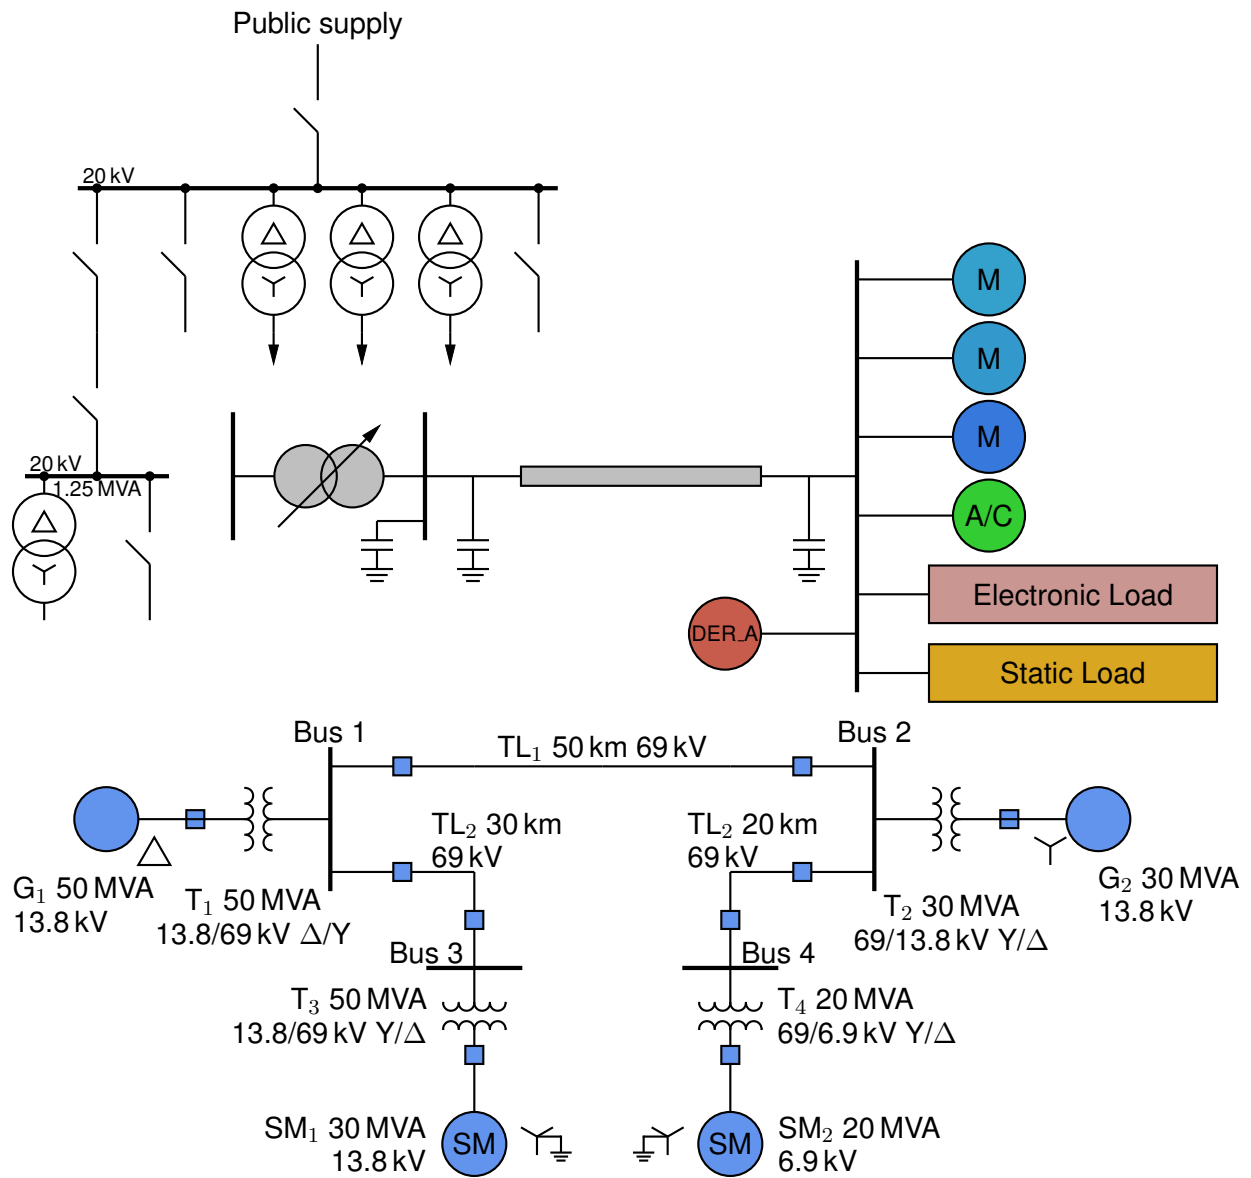 Public supply
20 kV
M
M
M
20 kV
1.25 MVA
A/C
Electronic Load
DER_A
Static Load
Bus 1
Bus 2
TL₁ 50 km 69 kV
TL₂ 30 km
69 kV
TL₂ 20 km
69 kV
G₁ 50 MVA
13.8 kV
T₁ 50 MVA
13.8/69 kV Δ/Y
T₂ 30 MVA
69/13.8 kV Y/Δ
G₂ 30 MVA
13.8 kV
Bus 3
Bus 4
T₃ 50 MVA
13.8/69 kV Y/Δ
T₄ 20 MVA
69/6.9 kV Y/Δ
SM₁ 30 MVA
13.8 kV
SM
SM
SM₂ 20 MVA
6.9 kV